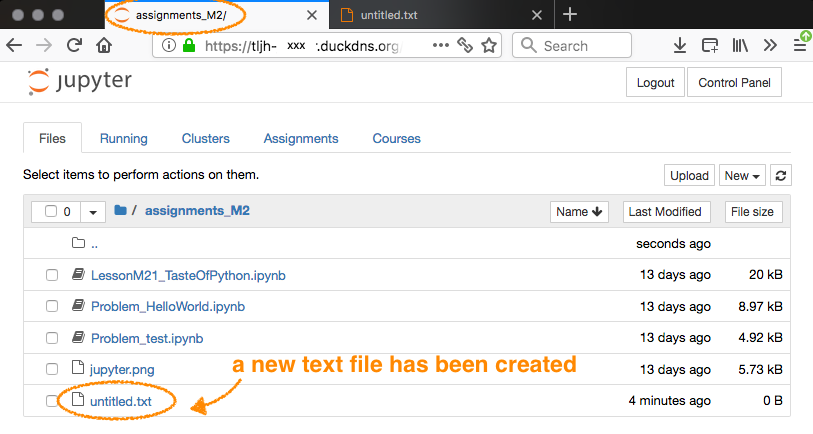 assignments_M2/
untitled.txt
tljh- xxx r.duckdns.org
Search
jupyter
Logout
Control Panel
Files
Running
Clusters
Assignments
Courses
Select items to perform actions on them.
Upload
New
0
/ assignments_M2
Name
Last Modified
File size
..
seconds ago
LessonM21_TasteOfPython.ipynb
13 days ago
20 kB
Problem_HelloWorld.ipynb
13 days ago
8.97 kB
Problem_test.ipynb
13 days ago
4.92 kB
a new text file has been created
jupyter.png
13 days ago
5.73 kB
untitled.txt
4 minutes ago
0 B